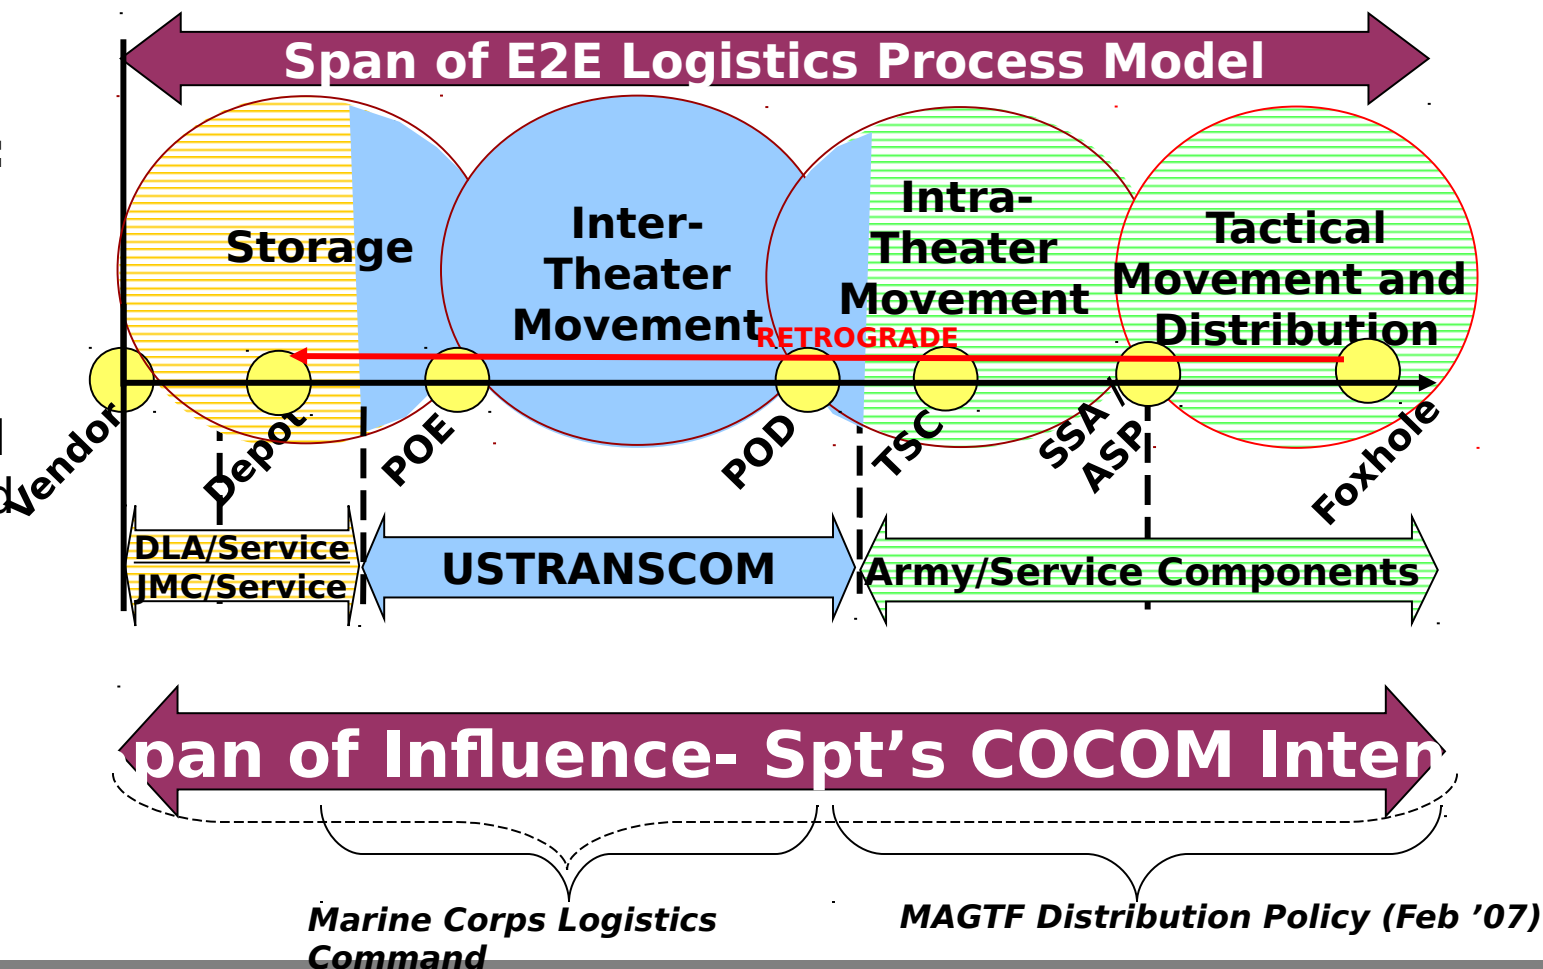 Span of E2E Logistics Process Model
Storage
Inter-
Theater
Movement
Intra-
Theater
Movement
Tactical
Movement and
Distribution
RETROGRADE
Vendor
Depot
POE
POD
TSC
SSA /
ASP
Foxhole
DLA/Service
JMC/Service
USTRANSCOM
Army/Service Components
pan of Influence- Spt’s COCOM Inten
Marine Corps Logistics
Command
MAGTF Distribution Policy (Feb ’07)